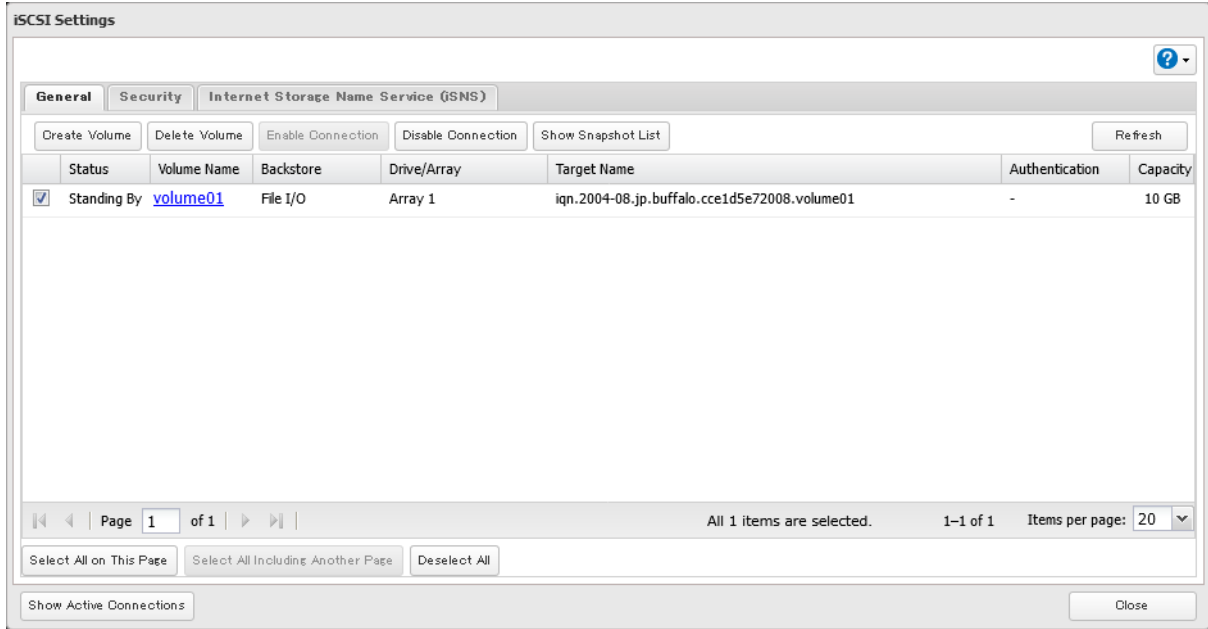 iSCSI Settings
?
General Security Internet Storage Name Service (iSNS)
Create Volume Delete Volume Enable Connection Disable Connection Show Snapshot List Refresh
Status Volume Name Backstore Drive/Array Target Name Authentication Capacity
Standing By volume01 File I/O Array 1 iqn.2004-08.jp.buffalo.cce1d5e72008.volume01 - 10 GB
Page 1 of 1 All 1 items are selected. 1–1 of 1 Items per page: 20
Select All on This Page Select All Including Another Page Deselect All
Show Active Connections Close